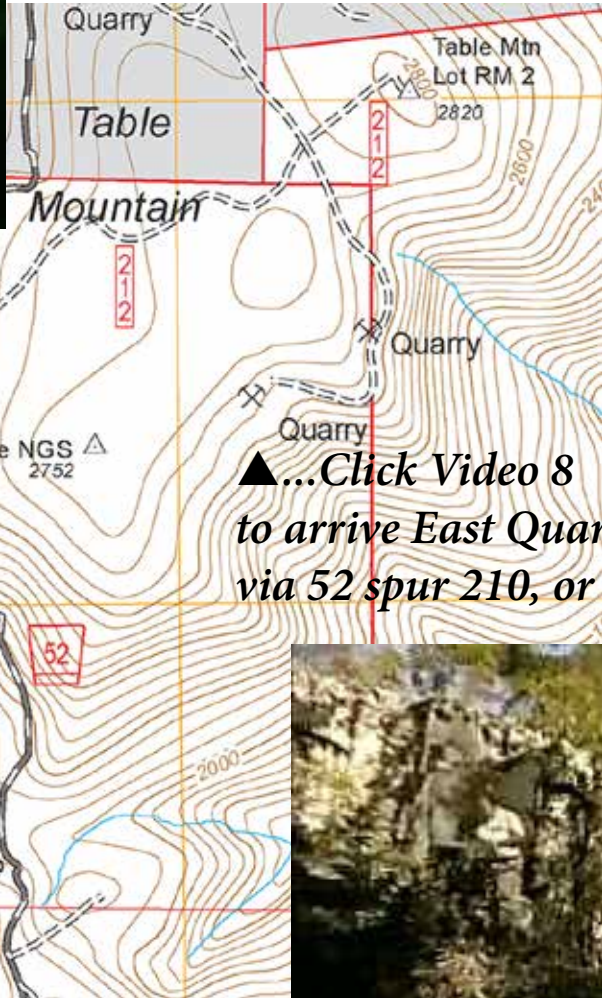 Quarry
Table Mtn
Lot RM 2
2800
2820
Table
212
2600
Mountain
212
Quarry
Quarry
e NGS
2752
▲...Click Video 8
to arrive East Quar
via 52 spur 210, or
52
2000